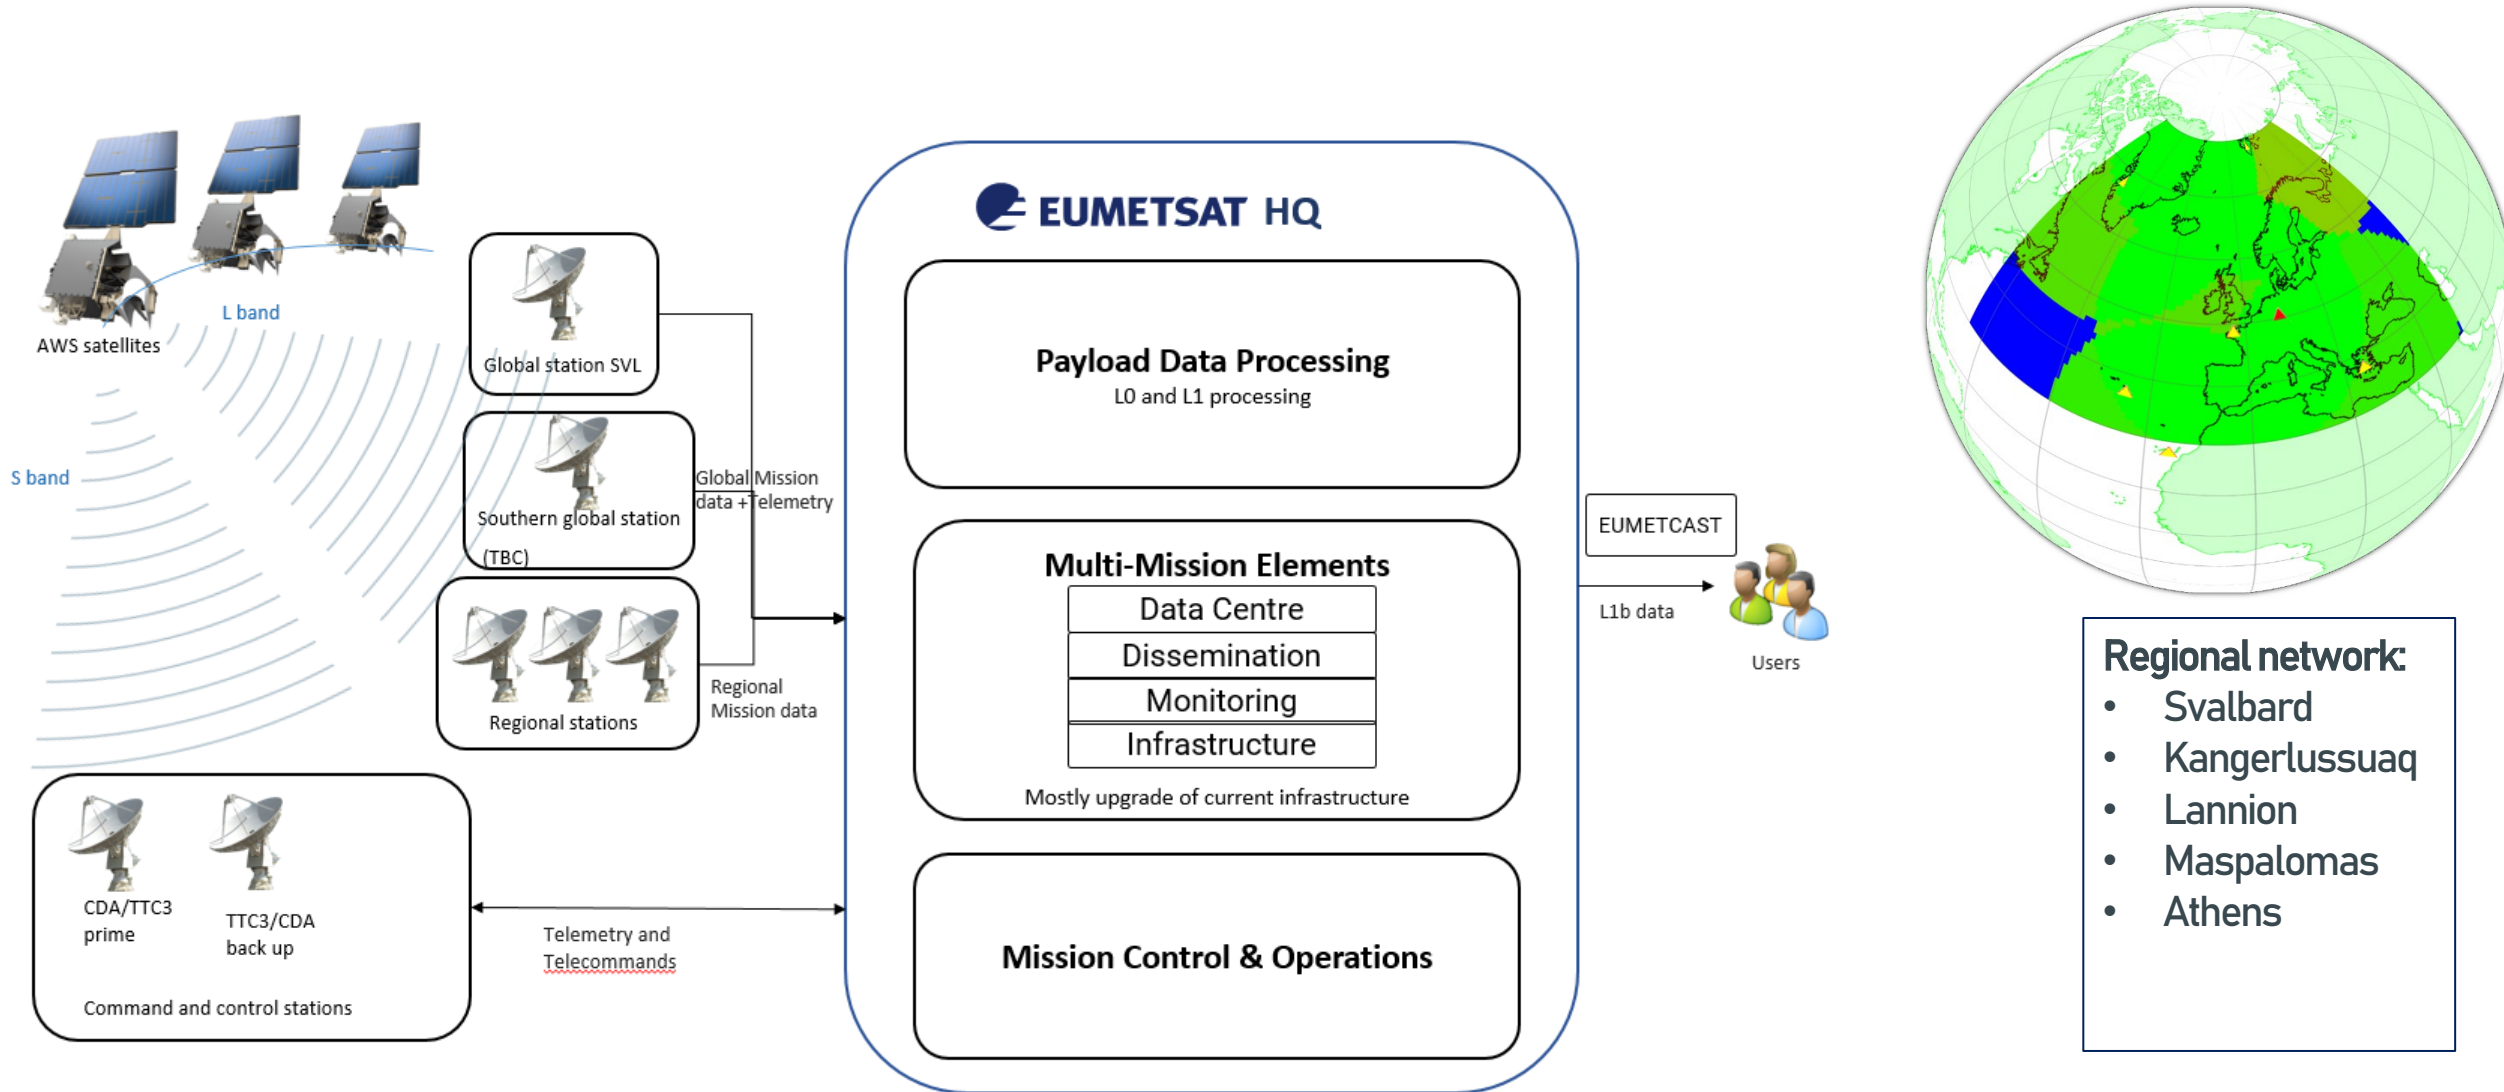 AWS satellites
L band
S band
Global station SVL
Southern global station
(TBC)
Regional stations
Global Mission
data +Telemetry
Regional
Mission data
CDA/TTC3
prime
TTC3/CDA
back up
Command and control stations
Telemetry and
Telecommands
EUMETSAT HQ
Payload Data Processing
L0 and L1 processing
Multi-Mission Elements
Data Centre
Dissemination
Monitoring
Infrastructure
Mostly upgrade of current infrastructure
Mission Control & Operations
EUMETCAST
L1b data
Users
Regional network:
• Svalbard
• Kangerlussuaq
• Lannion
• Maspalomas
• Athens